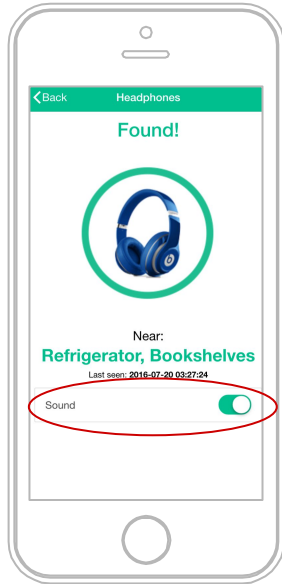 Back Headphones
Found!
Near:
Refrigerator, Bookshelves
Last seen: 2016-07-20 03:27:24
Sound